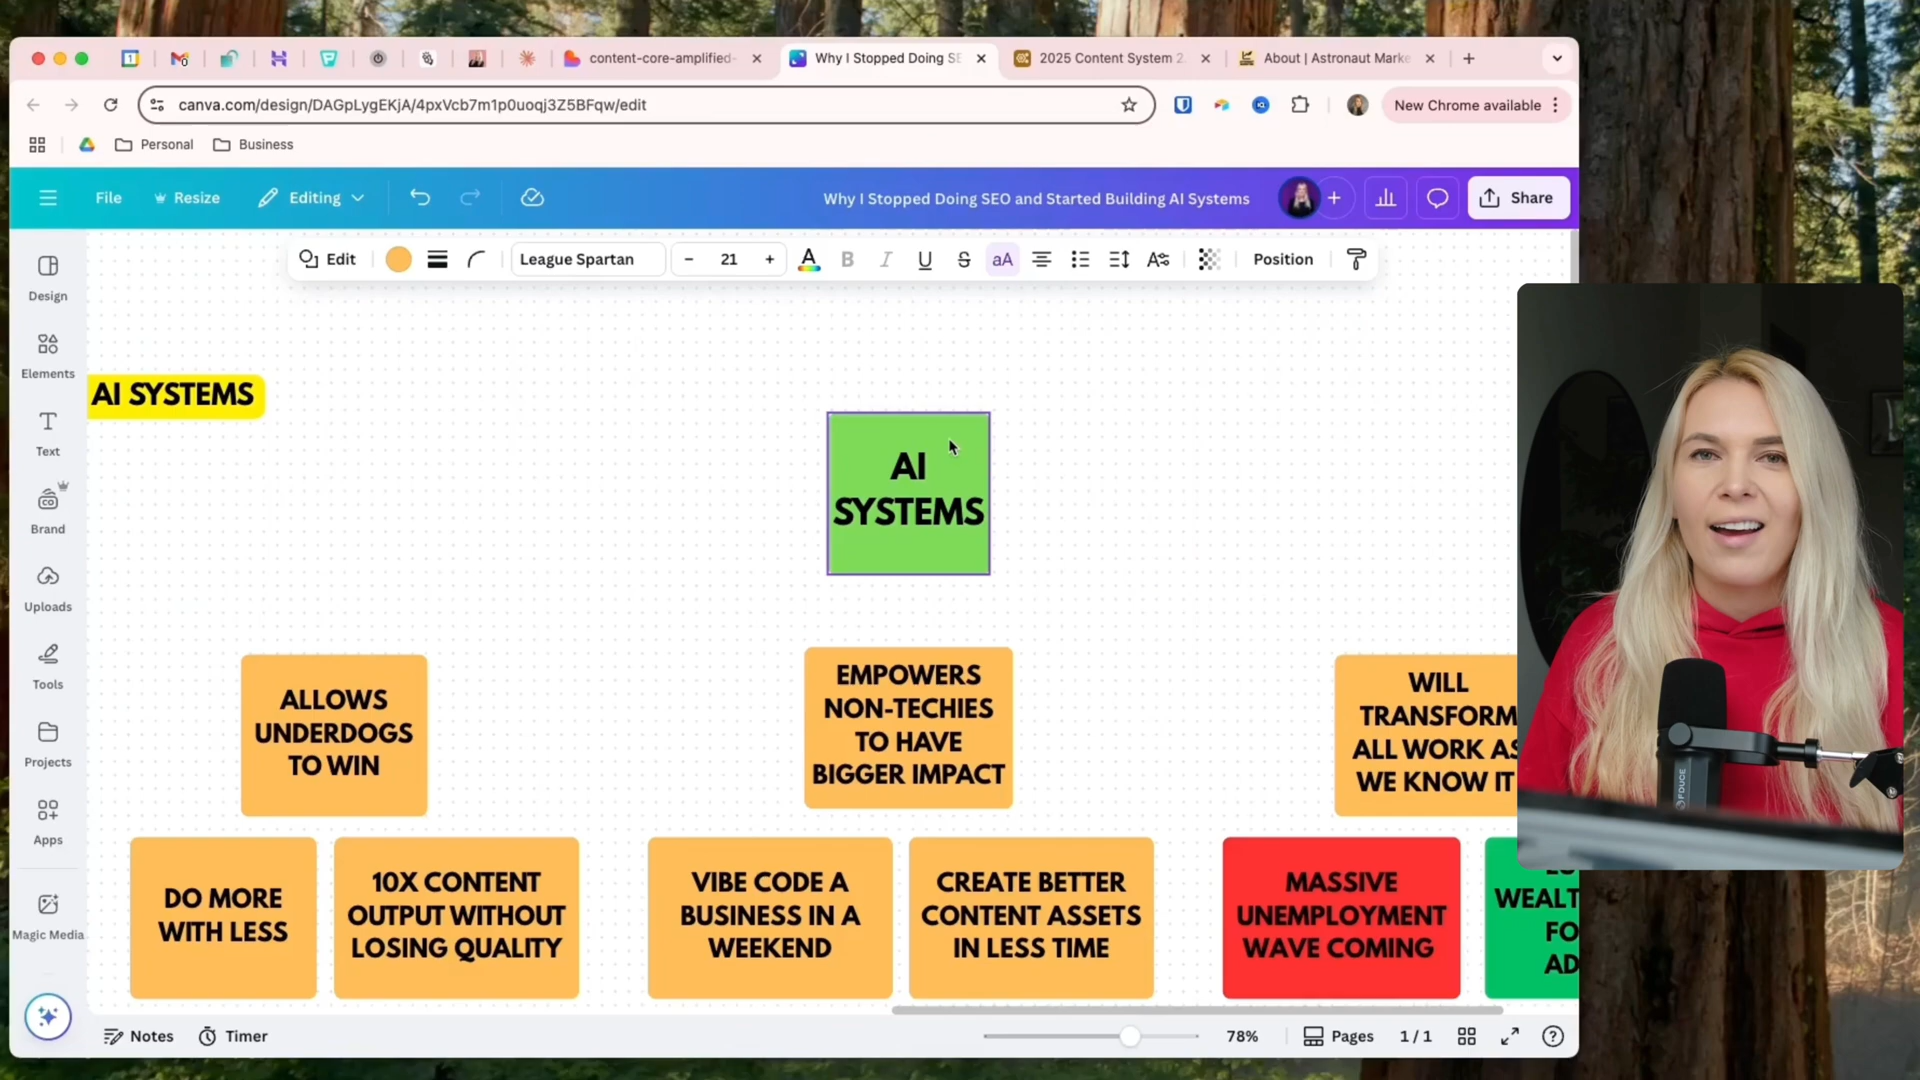 content-core-amplified-
Why I Stopped Doing SE
2025 Content System 2.
About | Astronaut Marke
canva.com/design/DAGpLygEKjA/4pxVcb7m1p0uoqj3Z5BFqw/edit
New Chrome available
Personal
Business
File
Resize
Editing
Why I Stopped Doing SEO and Started Building AI Systems
Share
Edit
League Spartan
21
Position
Design
Elements
Text
Brand
Uploads
Tools
Projects
Apps
Magic Media
AI SYSTEMS
AI
SYSTEMS
ALLOWS
UNDERDOGS
TO WIN
EMPOWERS
NON-TECHIES
TO HAVE
BIGGER IMPACT
WILL
TRANSFORM
ALL WORK AS
WE KNOW IT
DO MORE
WITH LESS
10X CONTENT
OUTPUT WITHOUT
LOSING QUALITY
VIBE CODE A
BUSINESS IN A
WEEKEND
CREATE BETTER
CONTENT ASSETS
IN LESS TIME
MASSIVE
UNEMPLOYMENT
WAVE COMING
WEALT
FO
AD
Notes
Timer
78%
Pages
1 / 1